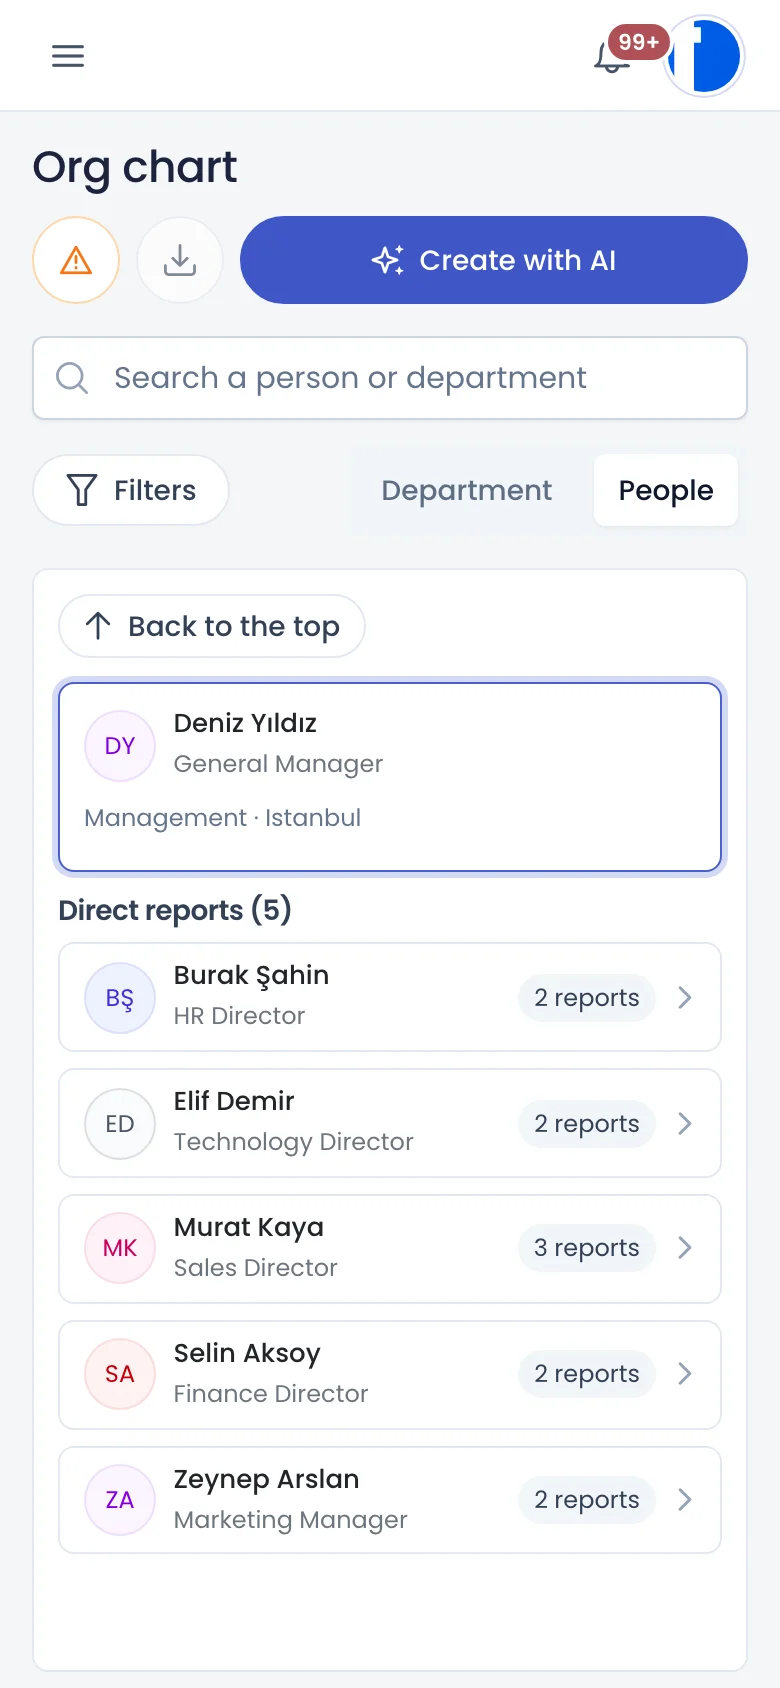 99+
Org chart
Create with AI
Search a person or department
Filters
Department
People
Back to the top
DY
Deniz Yıldız
General Manager
Management · Istanbul
Direct reports (5)
BŞ
Burak Şahin
HR Director
2 reports
ED
Elif Demir
Technology Director
2 reports
MK
Murat Kaya
Sales Director
3 reports
SA
Selin Aksoy
Finance Director
2 reports
ZA
Zeynep Arslan
Marketing Manager
2 reports